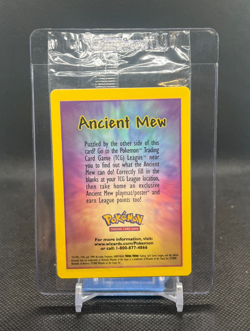 Ancient Mew
Puzzled by the other side of this
card? Go to the Pokémon Trading
Card Game (TCG) League near
you to find out what the Ancient
Mew can do! Correctly fill in the
blanks at your TCG League location,
then take home an exclusive
Ancient Mew playmat/poster* and
earn League points too!
Pokémon
For more information, visit:
www.wizards.com/Pokemon
or call: 1-800-977-4866